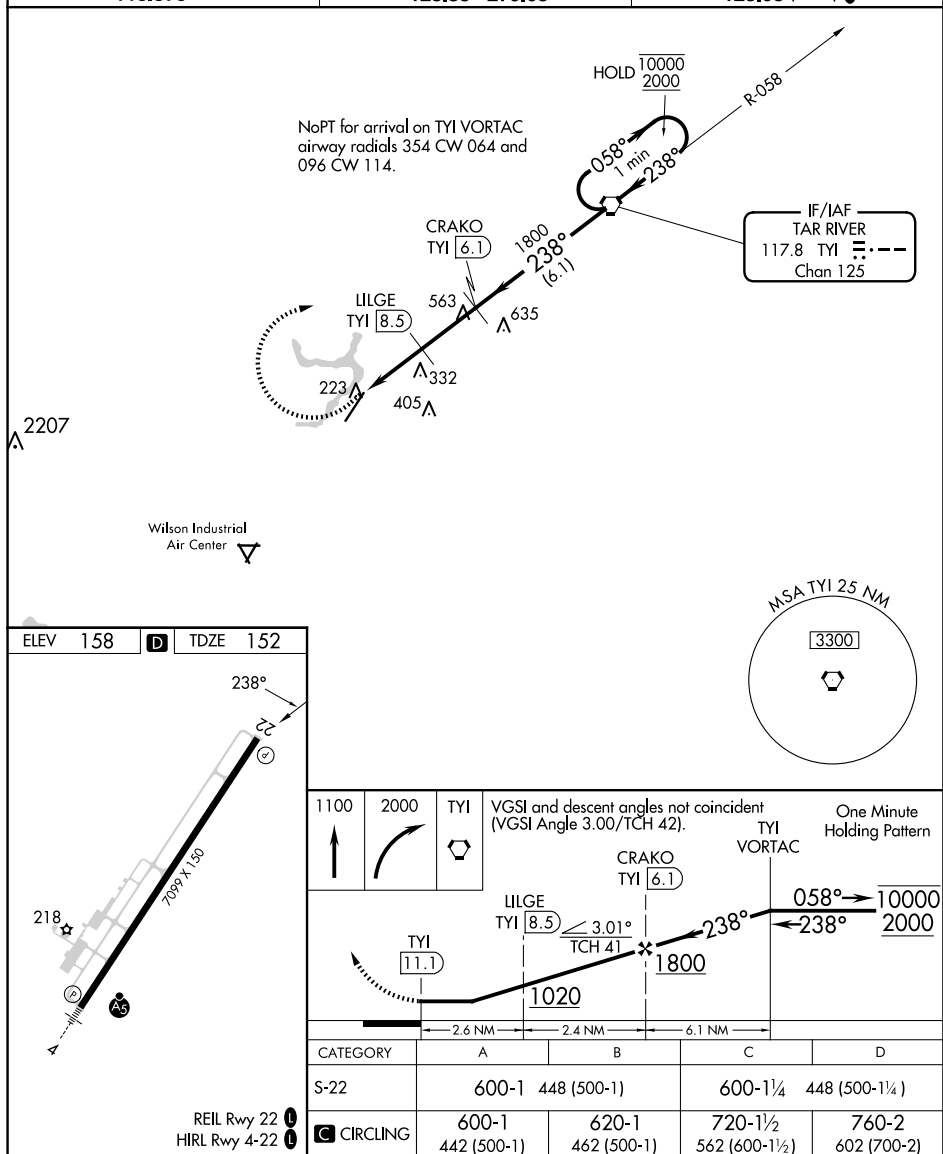 HOLD 10000
2000
R-058
NoPT for arrival on TYI VORTAC
airway radials 354 CW 064 and
096 CW 114.
058°
1 min
238°
IF/IAF
TAR RIVER
117.8 TYI
Chan 125
CRAKO
TYI 6.1
1800
238°
(6.1)
LILGE
TYI 8.5
563
635
332
223
405
2207
Wilson Industrial
Air Center
MSA TYI 25 NM
3300
ELEV 158 D TDZE 152
238°
22
P
7099 X 150
218
P
A5
4
REIL Rwy 22 L
HIRL Rwy 4-22 L
1100 2000 TYI
VGSI and descent angles not coincident
(VGSI Angle 3.00/TCH 42).
One Minute
Holding Pattern
TYI
VORTAC
CRAKO
TYI 6.1
LILGE
TYI 8.5
3.01°
TCH 41
TYI
11.1
238°
058° 10000
238° 2000
1800
1020
2.6 NM 2.4 NM 6.1 NM
CATEGORY A B C D
S-22 600-1 448 (500-1) 600-1¼ 448 (500-1¼)
C CIRCLING 600-1 620-1 720-1½ 760-2
442 (500-1) 462 (500-1) 562 (600-1½) 602 (700-2)